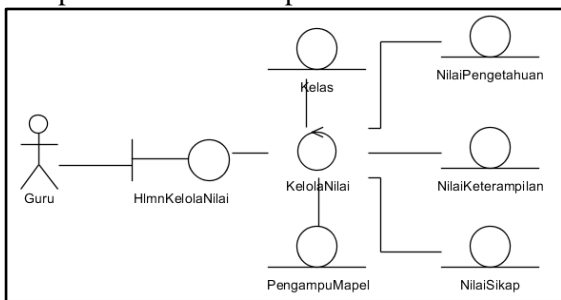 Kelas
NilaiPengetahuan
Guru
HlmnKelolaNilai
KelolaNilai
NilaiKeterampilan
PengampuMapel
NilaiSikap